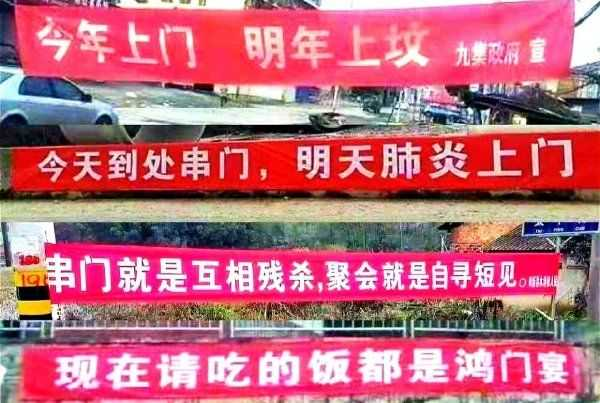 今年上门 明年上坟 九集政府 宣
今天到处串门，明天肺炎上门
串门就是互相残杀,聚会就是自寻短见。
现在请吃的饭都是鸿门宴